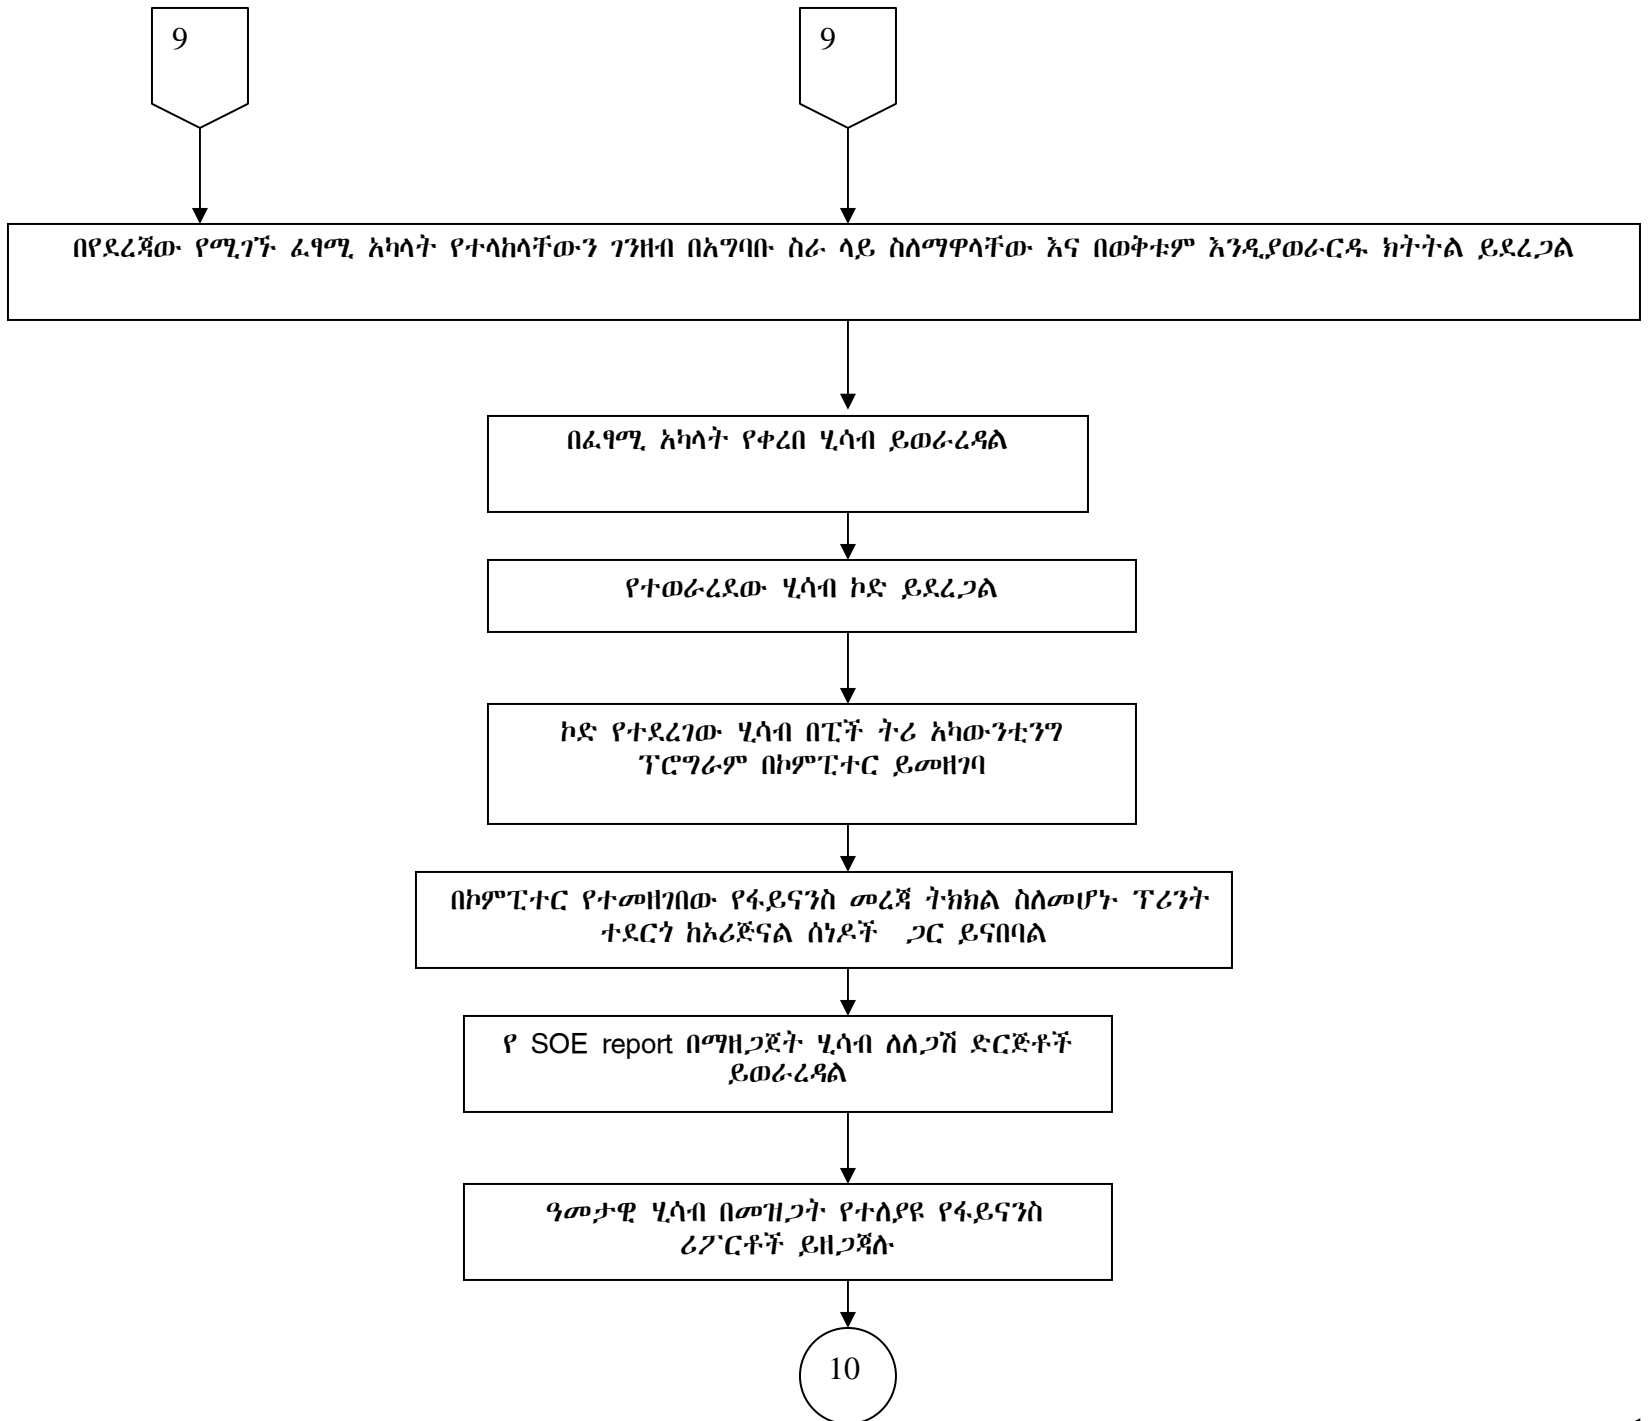 9 9
በየደረጃው የሚገኙ ፈፃሚ አካላት የተላከላቸውን ገንዘብ በአግባቡ ስራ ላይ ስለማዋላቸው እና በወቅቱም እንዲያወራርዱ ክትትል ይደረጋል
በፈፃሚ አካላት የቀረበ ሂሳብ ይወራረዳል
የተወራረደው ሂሳብ ኮድ ይደረጋል
ኮድ የተደረገው ሂሳብ በፒች ትሪ አካውንቲንግ
ፕሮግራም በኮምፒተር ይመዘገባ
በኮምፒተር የተመዘገበው የፋይናንስ መረጃ ትክክል ስለመሆኑ ፕሪንት
ተደርጎ ከኦሪጅናል ሰነዶች ጋር ይናበባል
የ SOE report በማዘጋጀት ሂሳብ ለለጋሽ ድርጅቶች
ይወራረዳል
ዓመታዊ ሂሳብ በመዝጋት የተለያዩ የፋይናንስ
ሪፖርቶች ይዘጋጃሉ
10